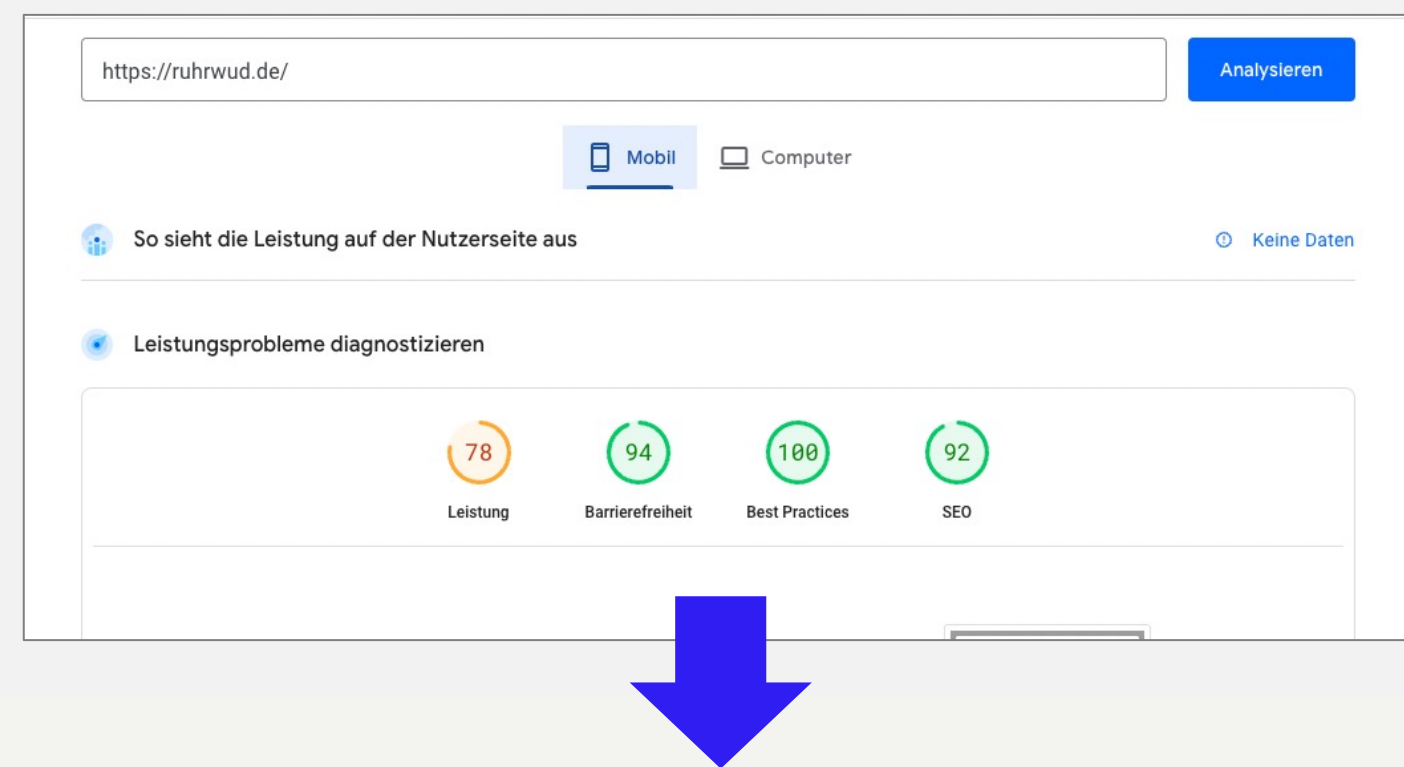 https://ruhrwud.de/ Analysieren
Mobil Computer
So sieht die Leistung auf der Nutzerseite aus Keine Daten
Leistungsprobleme diagnostizieren
78 94 100 92
Leistung Barrierefreiheit Best Practices SEO